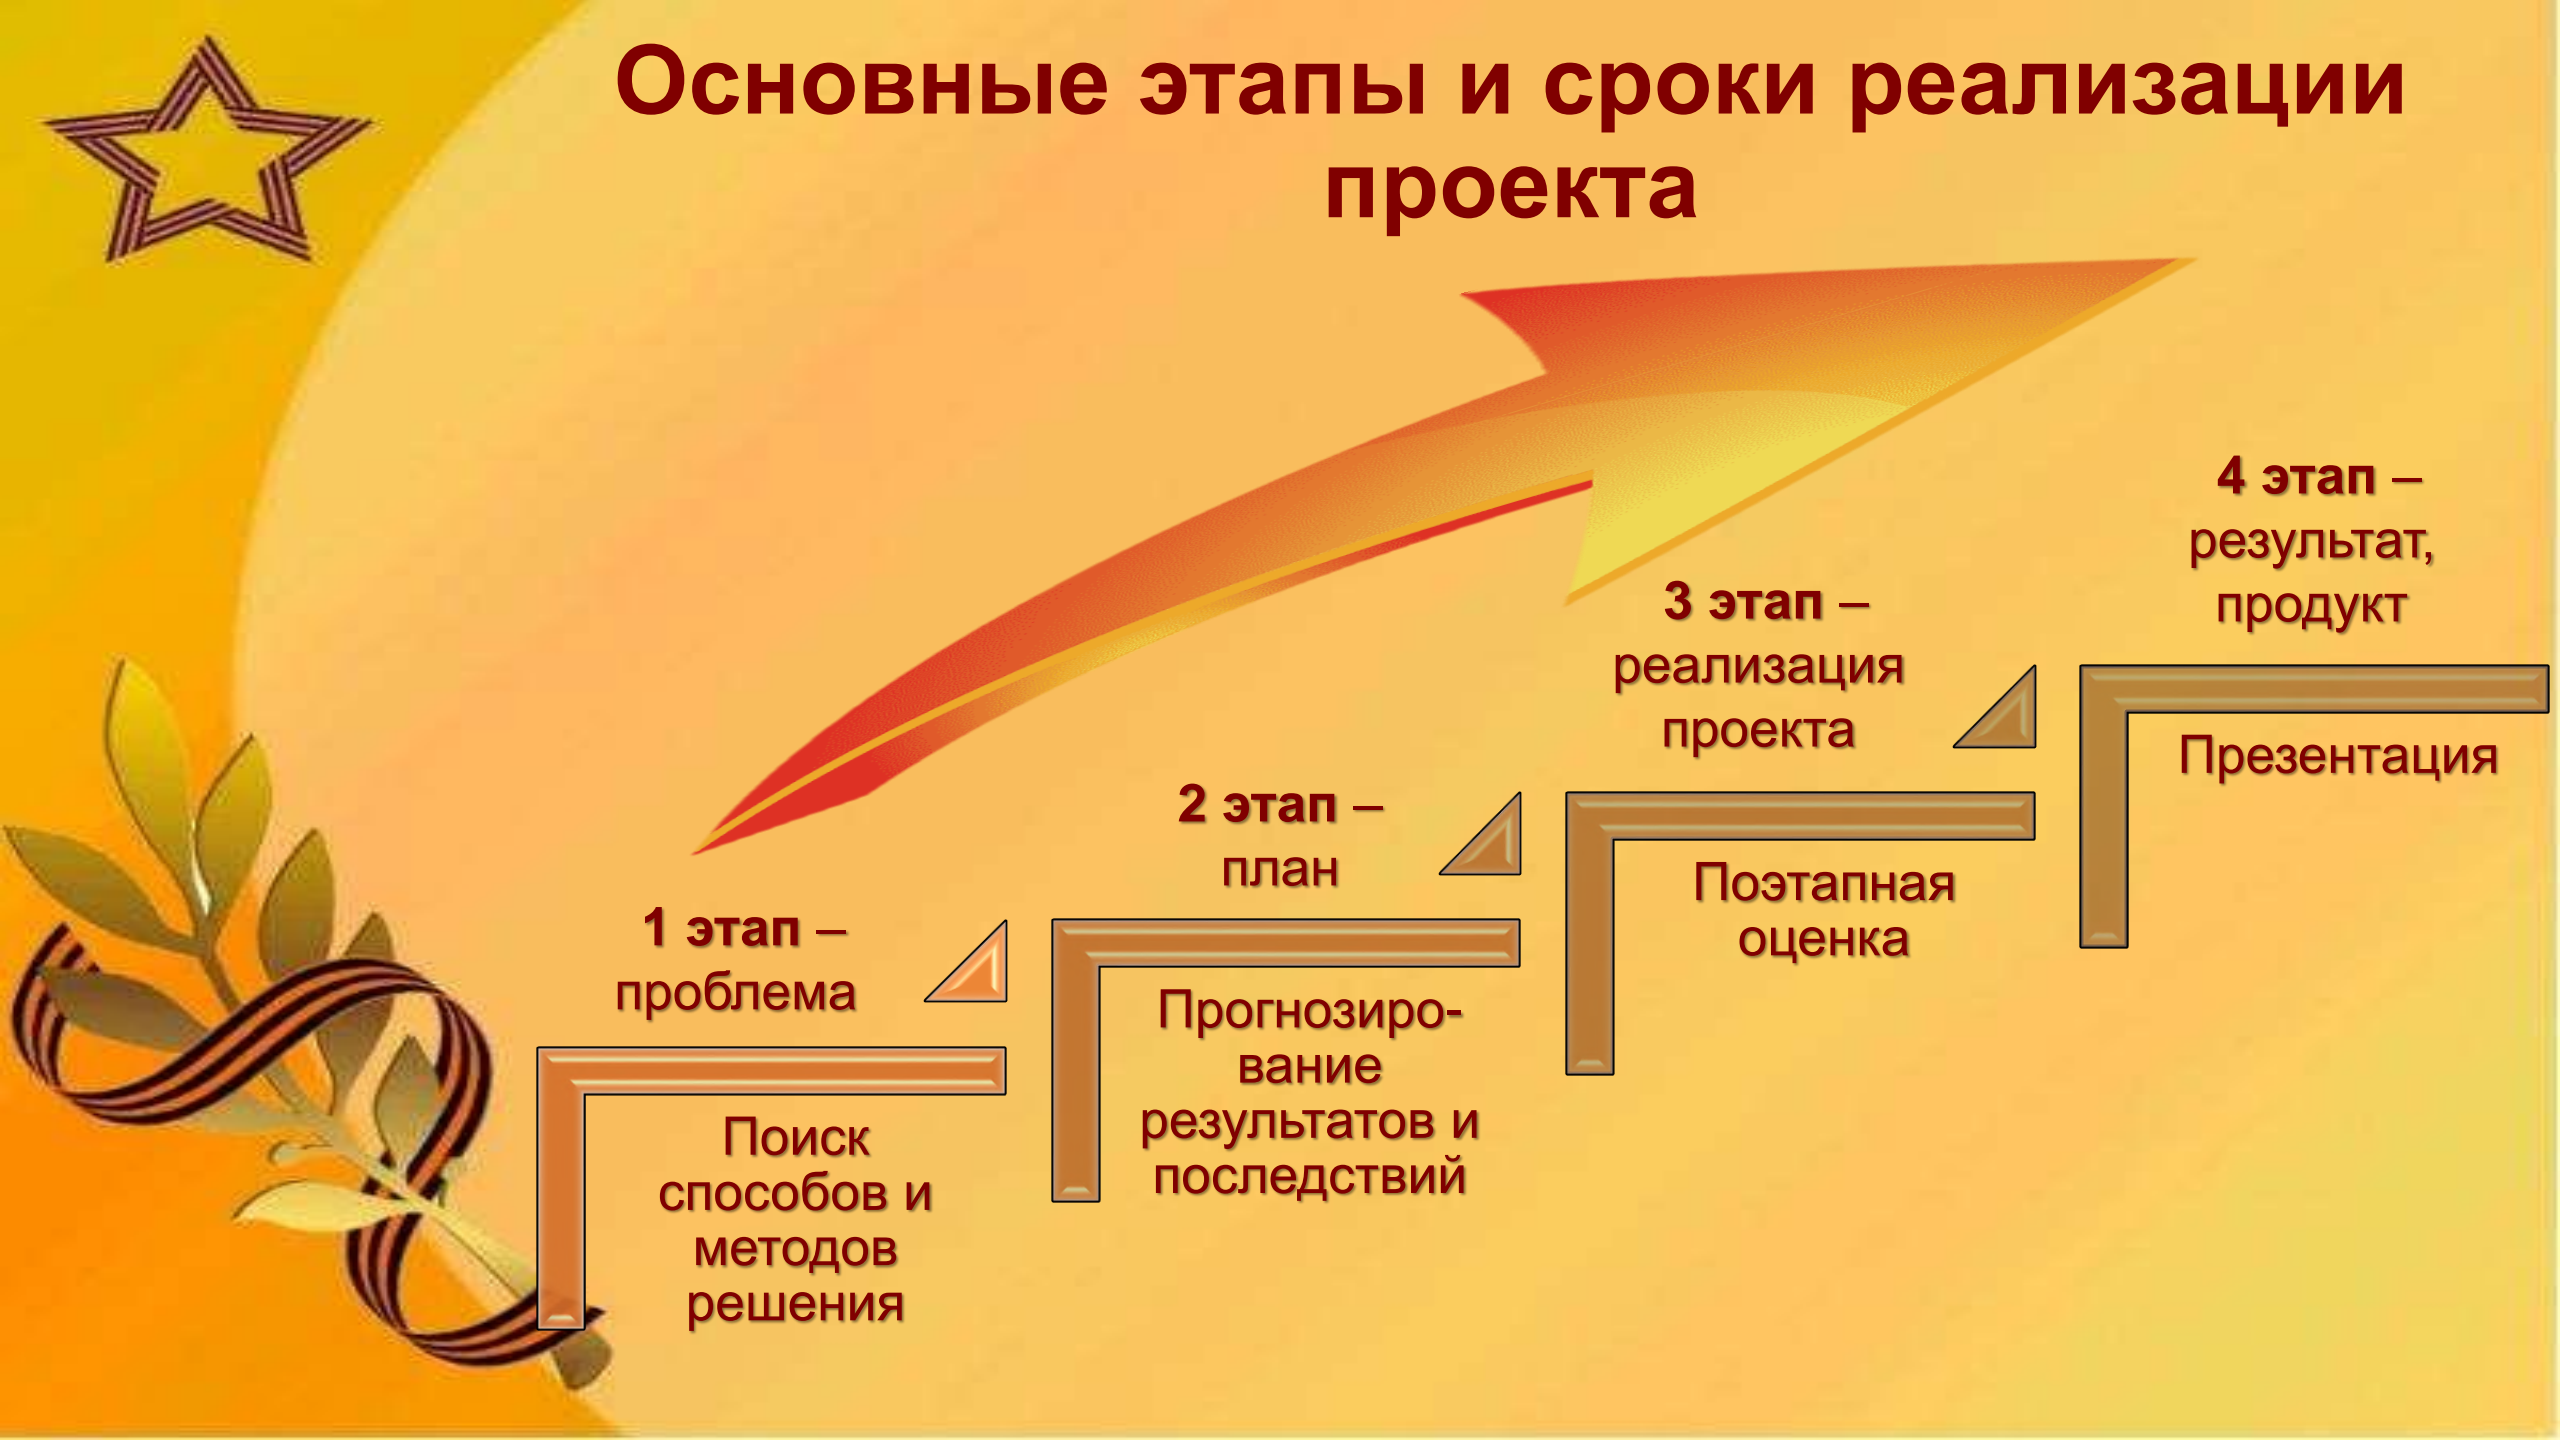 Основные этапы и сроки реализации
проекта
1 этап –
проблема
Поиск
способов и
методов
решения
2 этап –
план
Прогнозиро-
вание
результатов и
последствий
3 этап –
реализация
проекта
Поэтапная
оценка
4 этап –
результат,
продукт
Презентация